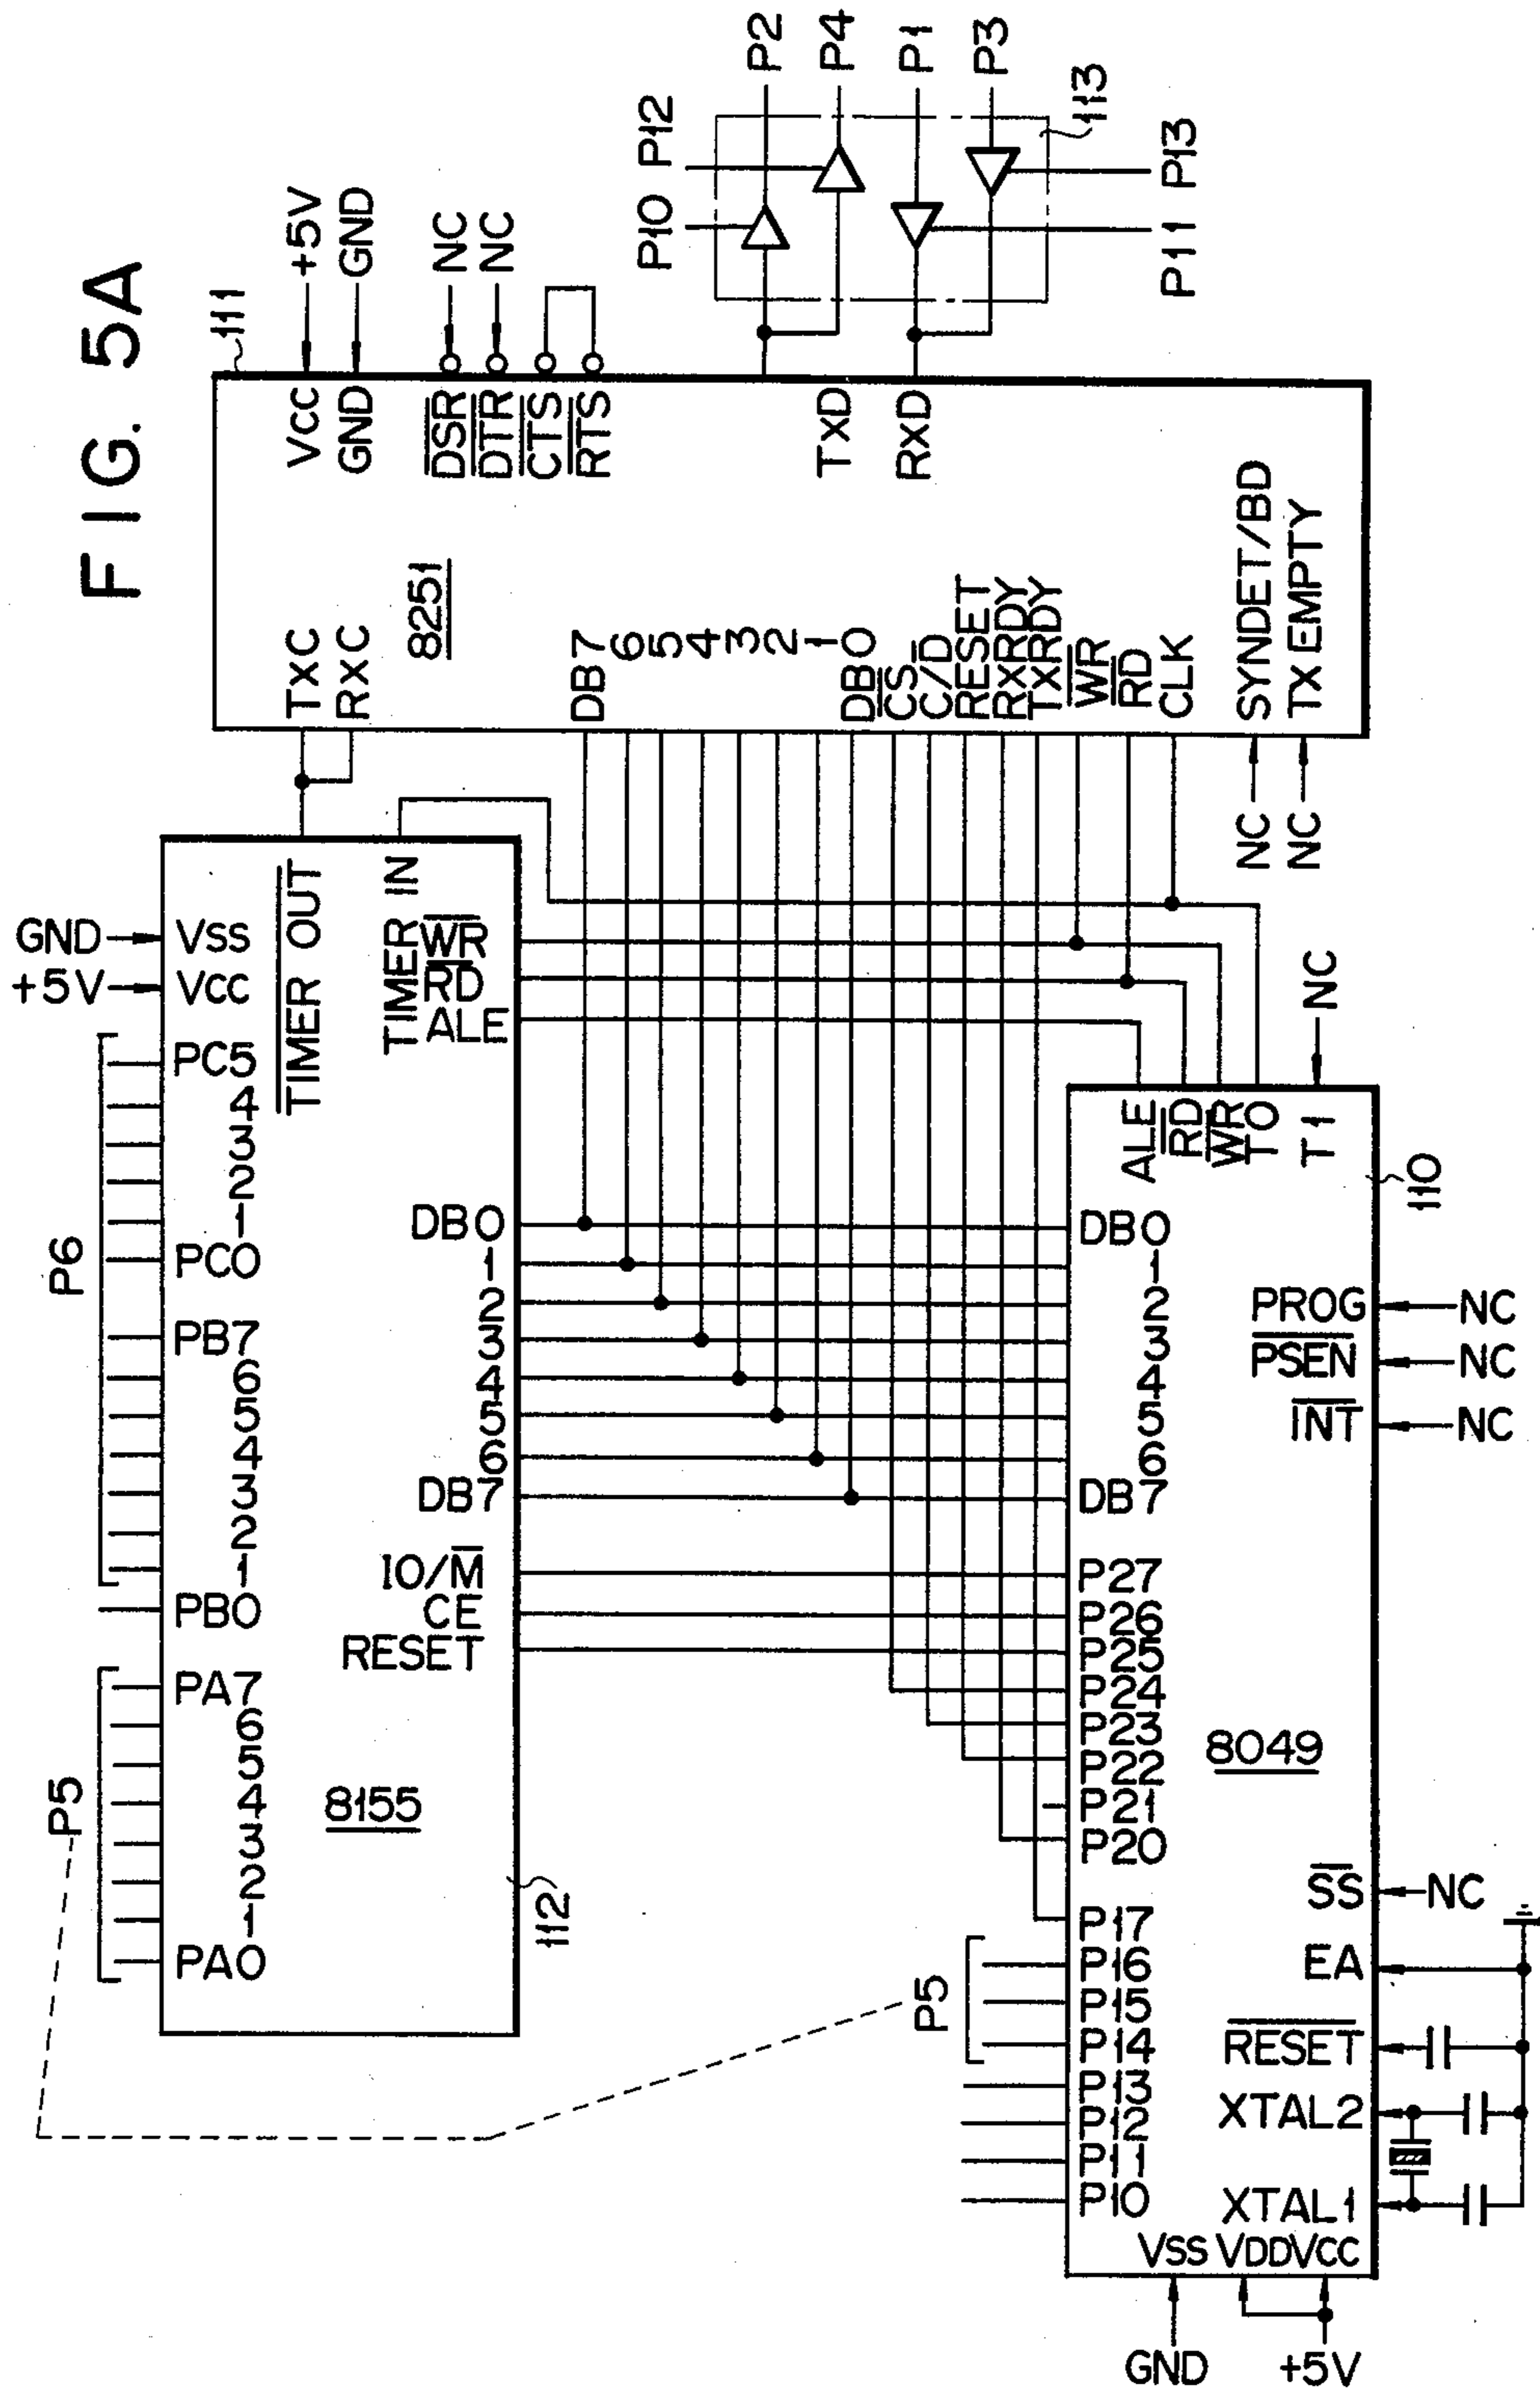 FIG. 5A
P2
P4
P1
P3
P12
P10
113
P13
P11
+5V
GND
NC
NC
111
VCC
GND
DSR
DTR
CTS
RTS
TXD
RXD
8251
TXC
RXC
DB7
6
5
4
3
2
1
DB0
CS
C/D
RESET
RXRDY
TXRDY
WR
RD
CLK
SYNDET/BD
TXEMPTY
NC
NC
GND
+5V
VSS
VCC
TIMER OUT
TIMER IN
WR
RD
ALE
PC5
4
3
2
1
PC0
P6
PB7
6
5
4
3
2
1
PB0
PA7
6
5
4
3
2
1
PA0
P5
DB0
1
2
3
4
5
6
DB7
IO/M
CE
RESET
8155
112
NC
ALE
RD
WR
T0
T1
110
DB0
1
2
3
4
5
6
DB7
PROG
NC
PSEN
NC
INT
NC
P27
P26
P25
P24
P23
P22
P21
P20
8049
P17
P16
P15
P14
P13
P12
P11
P10
P5
SS
NC
EA
RESET
XTAL2
XTAL1
VSS
VDD
VCC
GND
+5V